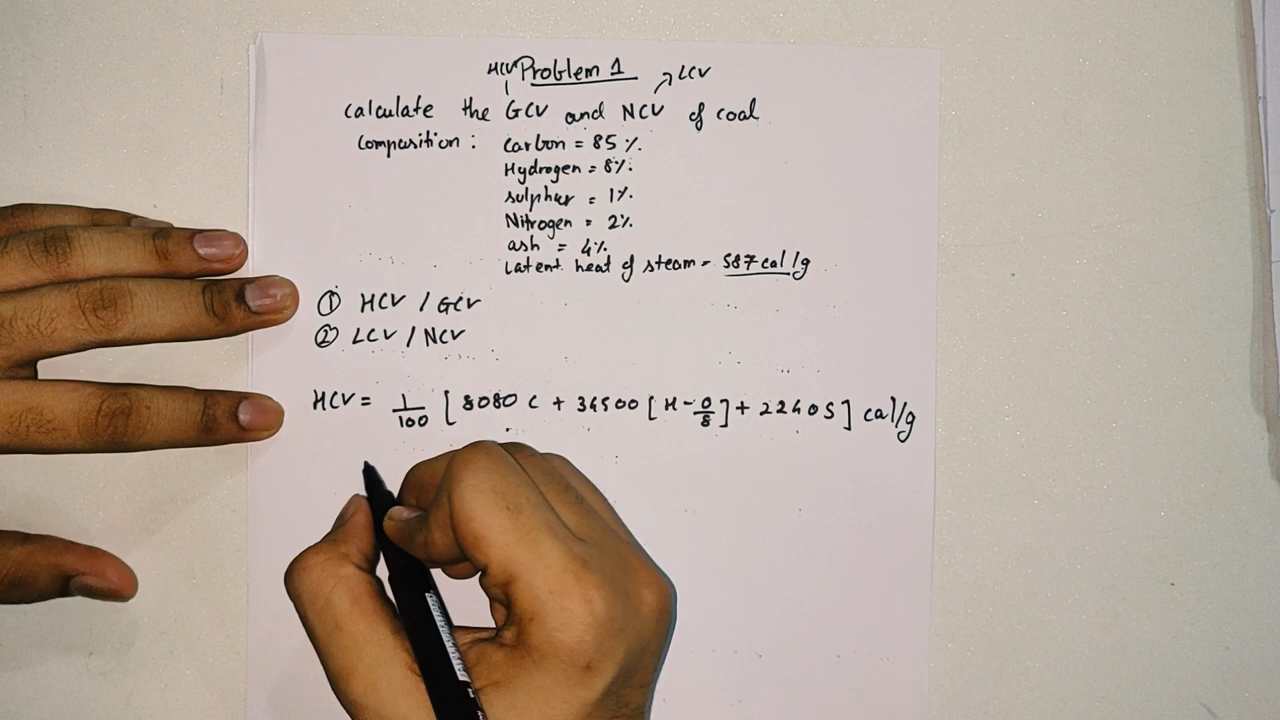 HCV Problem 1 → LCV
calculate the GCV and NCV of coal
composition : carbon = 85 %.
Hydrogen = 8%.
sulphur = 1%.
Nitrogen = 2%.
ash = 4%.
Latent heat of steam = 587 cal/g
① HCV / GCV
② LCV / NCV
HCV = 1/100 [ 8080 C + 34500 [ H - O/8 ] + 2240 S ] cal/g